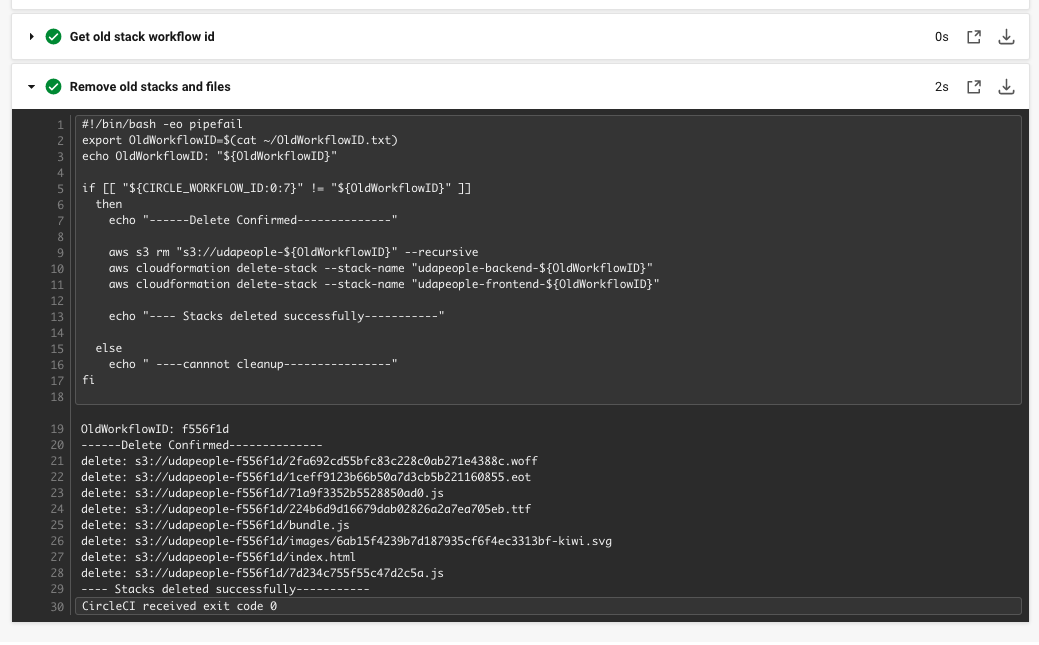 Get old stack workflow id
0s
Remove old stacks and files
2s
1 #!/bin/bash -eo pipefail
2 export OldWorkflowID=$(cat ~/OldWorkflowID.txt)
3 echo OldWorkflowID: "${OldWorkflowID}"
4
5 if [[ "${CIRCLE_WORKFLOW_ID:0:7}" != "${OldWorkflowID}" ]]
6   then
7     echo "------Delete Confirmed--------------"
8
9     aws s3 rm "s3://udapeople-${OldWorkflowID}" --recursive
10     aws cloudformation delete-stack --stack-name "udapeople-backend-${OldWorkflowID}"
11     aws cloudformation delete-stack --stack-name "udapeople-frontend-${OldWorkflowID}"
12
13     echo "---- Stacks deleted successfully-----------"
14
15   else
16     echo " ----cannnot cleanup----------------"
17 fi
18
19 OldWorkflowID: f556f1d
20 ------Delete Confirmed--------------
21 delete: s3://udapeople-f556f1d/2fa692cd55bfc83c228c0ab271e4388c.woff
22 delete: s3://udapeople-f556f1d/1ceff9123b66b50a7d3cb5b221160855.eot
23 delete: s3://udapeople-f556f1d/71a9f3352b5528850ad0.js
24 delete: s3://udapeople-f556f1d/224b6d9d16679dab02826a2a7ea705eb.ttf
25 delete: s3://udapeople-f556f1d/bundle.js
26 delete: s3://udapeople-f556f1d/images/6ab15f4239b7d187935cf6f4ec3313bf-kiwi.svg
27 delete: s3://udapeople-f556f1d/index.html
28 delete: s3://udapeople-f556f1d/7d234c755f55c47d2c5a.js
29 ---- Stacks deleted successfully-----------
30 CircleCI received exit code 0